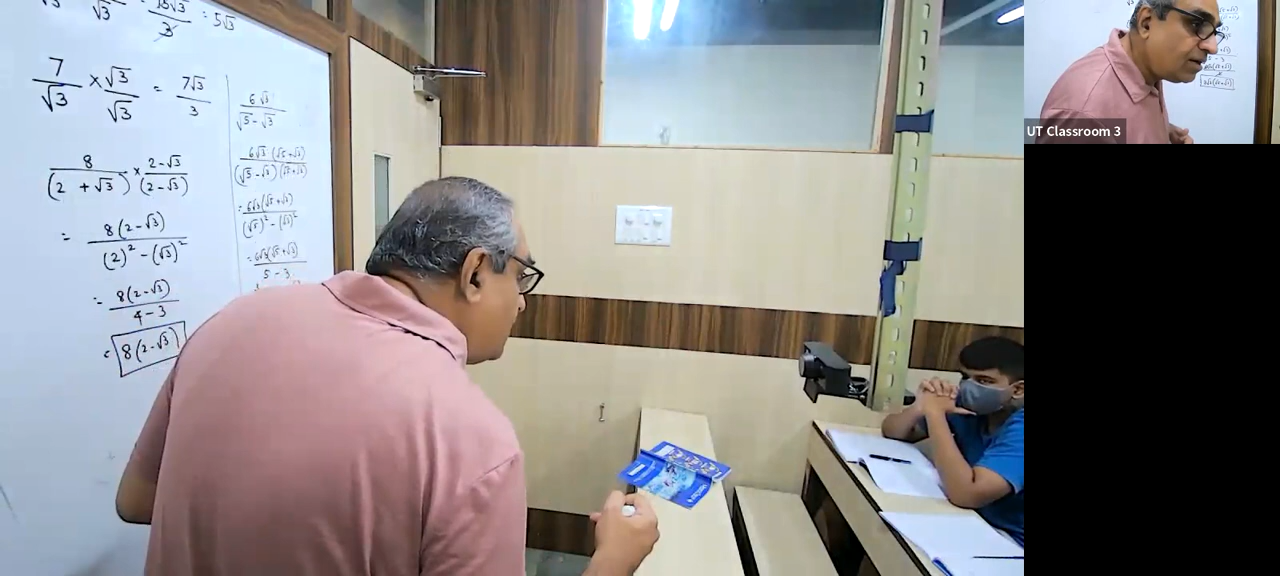 √3 √3 = 15√3/3 = 5√3
7/√3 × √3/√3 = 7√3/3
8/(2 + √3) × (2 - √3)/(2 - √3)
= 8(2 - √3)/((2)² - (√3)²)
= 8(2 - √3)/(4 - 3)
= 8(2 - √3)
6√3/(√5 - √3)
6√3(√5 + √3)/((√5 - √3)(√5 + √3))
= 6√3(√5 + √3)/((√5)² - (√3)²)
= 6√3(√5 + √3)/(5 - 3)
UT Classroom 3